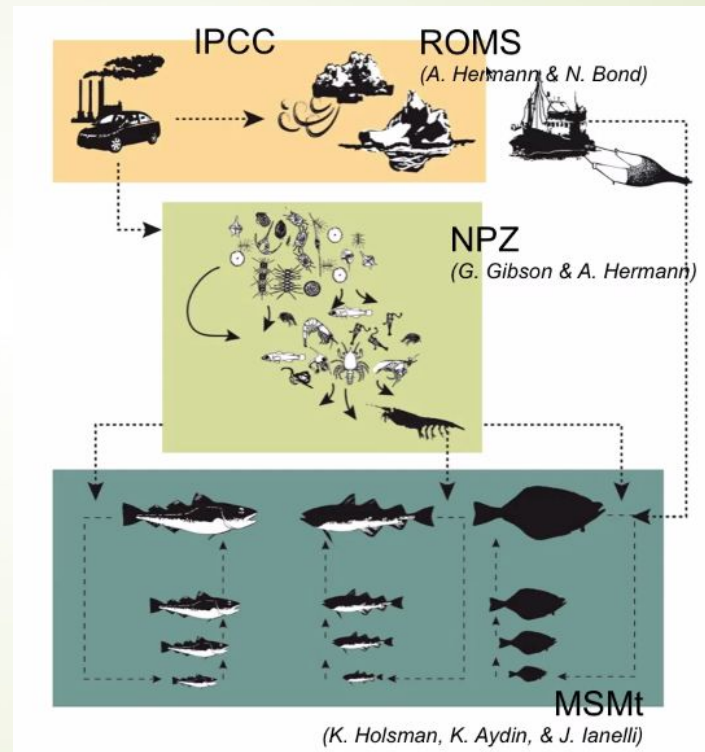 IPCC
ROMS
(A. Hermann & N. Bond)
NPZ
(G. Gibson & A. Hermann)
MSMt
(K. Holsman, K. Aydin, & J. Ianelli)